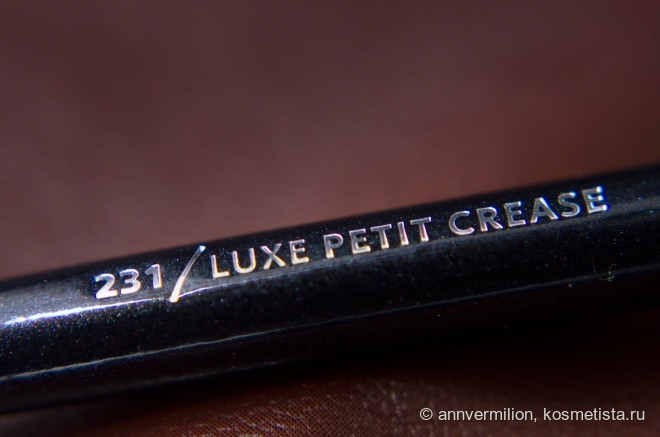 231/LUXE PETIT CREASE
© annvermilion, kosmetista.ru